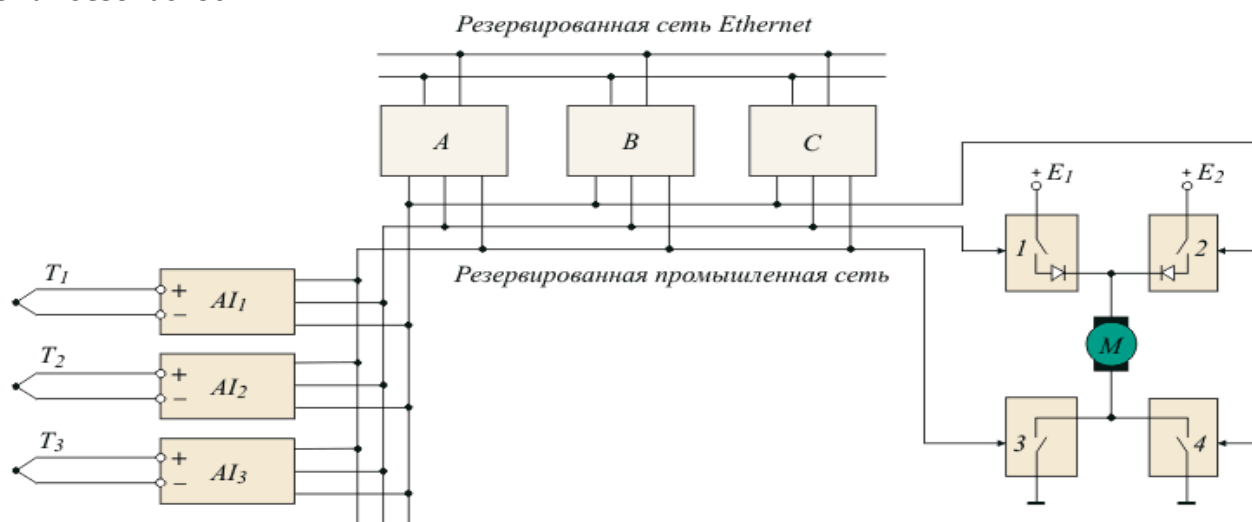 Резервированная сеть Ethernet
A B C
+ E₁ + E₂
1 2
Резервированная промышленная сеть
T₁ + − AI₁
M
T₂ + − AI₂
3 4
T₃ + − AI₃